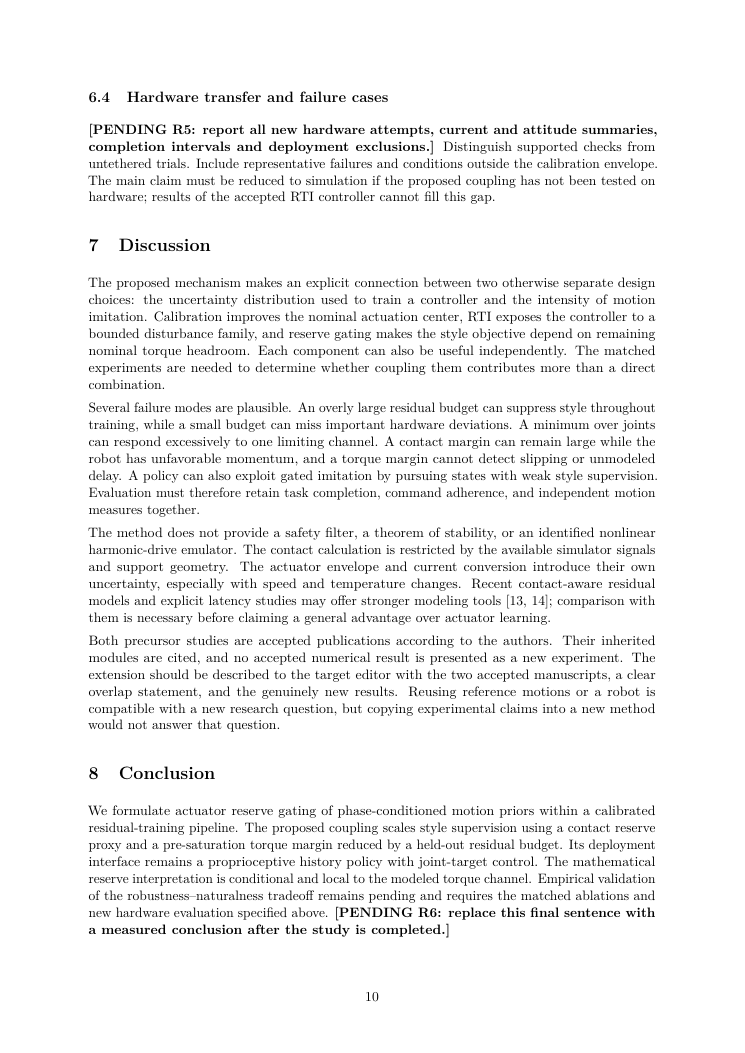 6.4 Hardware transfer and failure cases
[PENDING R5: report all new hardware attempts, current and attitude summaries,
completion intervals and deployment exclusions.] Distinguish supported checks from
untethered trials. Include representative failures and conditions outside the calibration envelope.
The main claim must be reduced to simulation if the proposed coupling has not been tested on
hardware; results of the accepted RTI controller cannot fill this gap.
7 Discussion
The proposed mechanism makes an explicit connection between two otherwise separate design
choices: the uncertainty distribution used to train a controller and the intensity of motion
imitation. Calibration improves the nominal actuation center, RTI exposes the controller to a
bounded disturbance family, and reserve gating makes the style objective depend on remaining
nominal torque headroom. Each component can also be useful independently. The matched
experiments are needed to determine whether coupling them contributes more than a direct
combination.
Several failure modes are plausible. An overly large residual budget can suppress style throughout
training, while a small budget can miss important hardware deviations. A minimum over joints
can respond excessively to one limiting channel. A contact margin can remain large while the
robot has unfavorable momentum, and a torque margin cannot detect slipping or unmodeled
delay. A policy can also exploit gated imitation by pursuing states with weak style supervision.
Evaluation must therefore retain task completion, command adherence, and independent motion
measures together.
The method does not provide a safety filter, a theorem of stability, or an identified nonlinear
harmonic-drive emulator. The contact calculation is restricted by the available simulator signals
and support geometry. The actuator envelope and current conversion introduce their own
uncertainty, especially with speed and temperature changes. Recent contact-aware residual
models and explicit latency studies may offer stronger modeling tools [13, 14]; comparison with
them is necessary before claiming a general advantage over actuator learning.
Both precursor studies are accepted publications according to the authors. Their inherited
modules are cited, and no accepted numerical result is presented as a new experiment. The
extension should be described to the target editor with the two accepted manuscripts, a clear
overlap statement, and the genuinely new results. Reusing reference motions or a robot is
compatible with a new research question, but copying experimental claims into a new method
would not answer that question.
8 Conclusion
We formulate actuator reserve gating of phase-conditioned motion priors within a calibrated
residual-training pipeline. The proposed coupling scales style supervision using a contact reserve
proxy and a pre-saturation torque margin reduced by a held-out residual budget. Its deployment
interface remains a proprioceptive history policy with joint-target control. The mathematical
reserve interpretation is conditional and local to the modeled torque channel. Empirical validation
of the robustness–naturalness tradeoff remains pending and requires the matched ablations and
new hardware evaluation specified above. [PENDING R6: replace this final sentence with
a measured conclusion after the study is completed.]
10